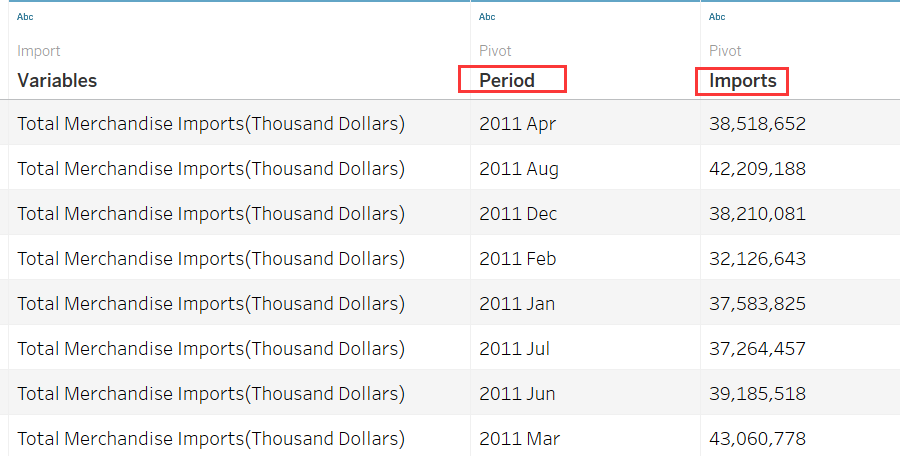 Abc Abc Abc
Import Pivot Pivot
Variables Period Imports
Total Merchandise Imports(Thousand Dollars) 2011 Apr 38,518,652
Total Merchandise Imports(Thousand Dollars) 2011 Aug 42,209,188
Total Merchandise Imports(Thousand Dollars) 2011 Dec 38,210,081
Total Merchandise Imports(Thousand Dollars) 2011 Feb 32,126,643
Total Merchandise Imports(Thousand Dollars) 2011 Jan 37,583,825
Total Merchandise Imports(Thousand Dollars) 2011 Jul 37,264,457
Total Merchandise Imports(Thousand Dollars) 2011 Jun 39,185,518
Total Merchandise Imports(Thousand Dollars) 2011 Mar 43,060,778